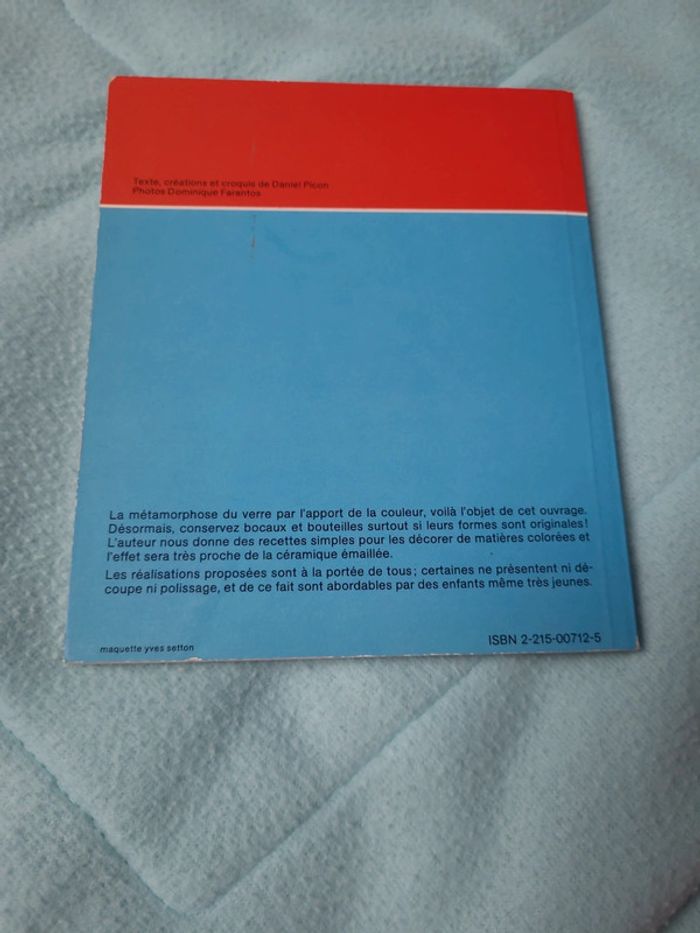 Texte, créations et croquis de Daniel Picon
Photos Dominique Farantos
La métamorphose du verre par l'apport de la couleur, voilà l'objet de cet ouvrage.
Désormais, conservez bocaux et bouteilles surtout si leurs formes sont originales!
L'auteur nous donne des recettes simples pour les décorer de matières colorées et
l'effet sera très proche de la céramique émaillée.
Les réalisations proposées sont à la portée de tous; certaines ne présentent ni dé-
coupe ni polissage, et de ce fait sont abordables par des enfants même très jeunes.
maquette yves setton
ISBN 2-215-00712-5